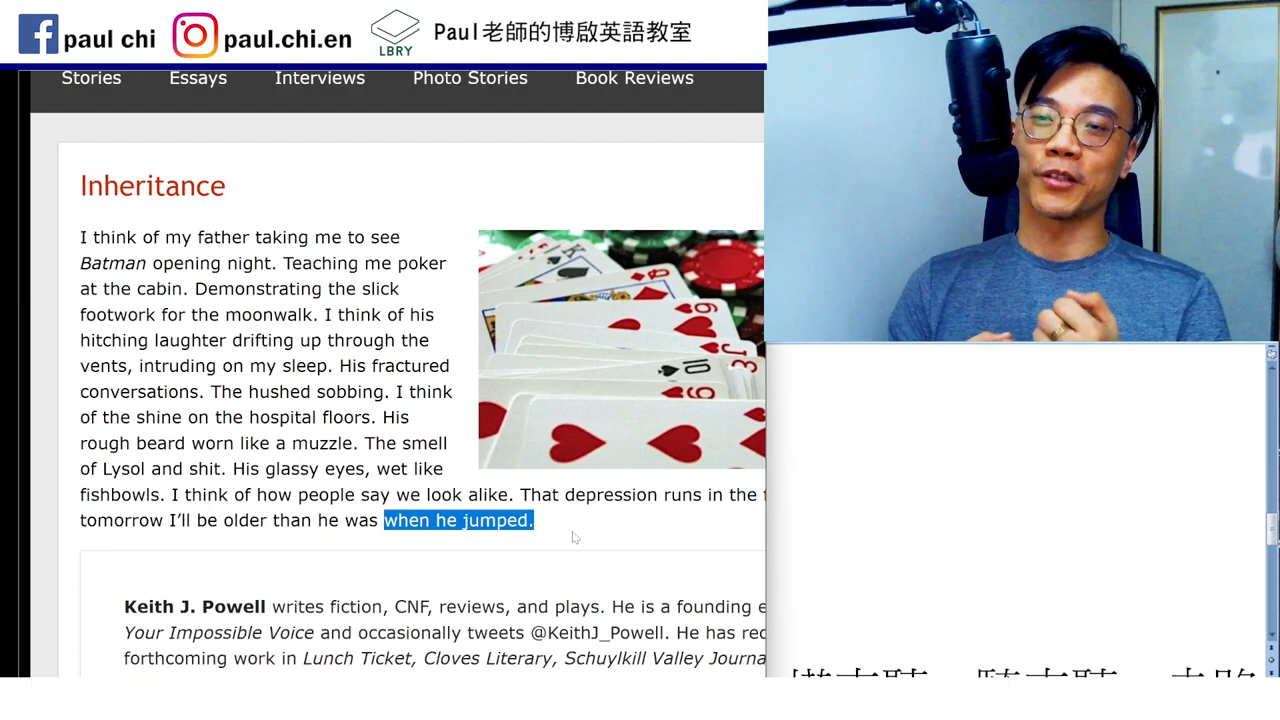 paul chi
paul.chi.en
LBRY
Paul老師的博啟英語教室
Stories Essays Interviews Photo Stories Book Reviews
Inheritance
I think of my father taking me to see
Batman opening night. Teaching me poker
at the cabin. Demonstrating the slick
footwork for the moonwalk. I think of his
hitching laughter drifting up through the
vents, intruding on my sleep. His fractured
conversations. The hushed sobbing. I think
of the shine on the hospital floors. His
rough beard worn like a muzzle. The smell
of Lysol and shit. His glassy eyes, wet like
fishbowls. I think of how people say we look alike. That depression runs in the
tomorrow I'll be older than he was when he jumped.
Keith J. Powell writes fiction, CNF, reviews, and plays. He is a founding
Your Impossible Voice and occasionally tweets @KeithJ_Powell. He has
forthcoming work in Lunch Ticket, Cloves Literary, Schuylkill Valley